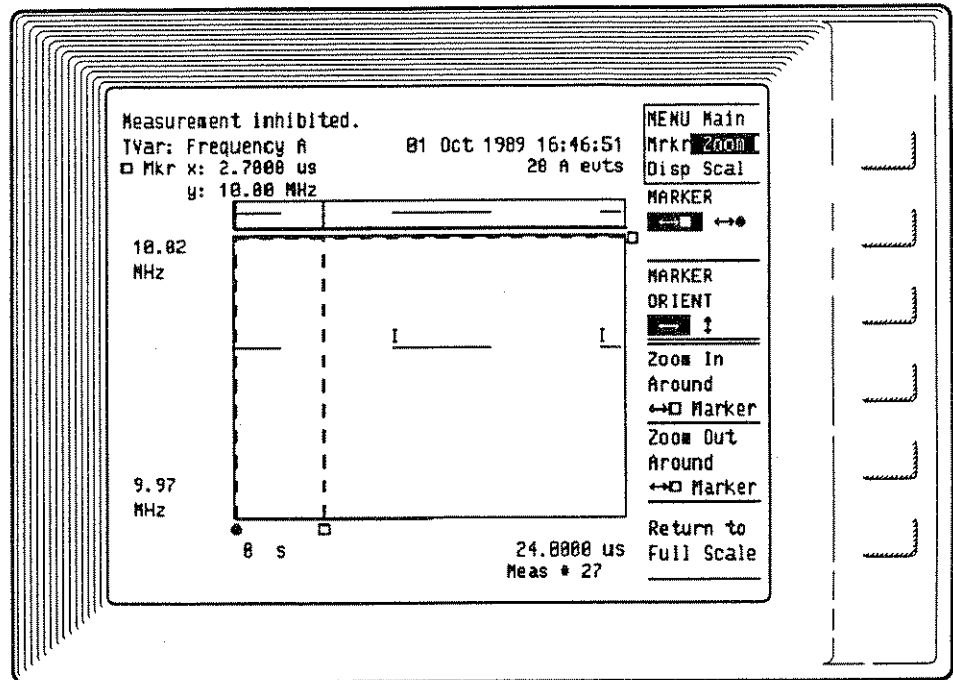 Measurement inhibited.
TVar: Frequency A 01 Oct 1989 16:46:51
□ Mkr x: 2.7000 us 28 A evts
y: 10.00 MHz
10.02
MHz
I I
9.97
MHz
0 s 24.0000 us
Meas # 27
MENU Main
Mrkr Zoom
Disp Scal
MARKER
↔□ ↔●
MARKER
ORIENT
↔ ↕
Zoom In
Around
↔□ Marker
Zoom Out
Around
↔□ Marker
Return to
Full Scale